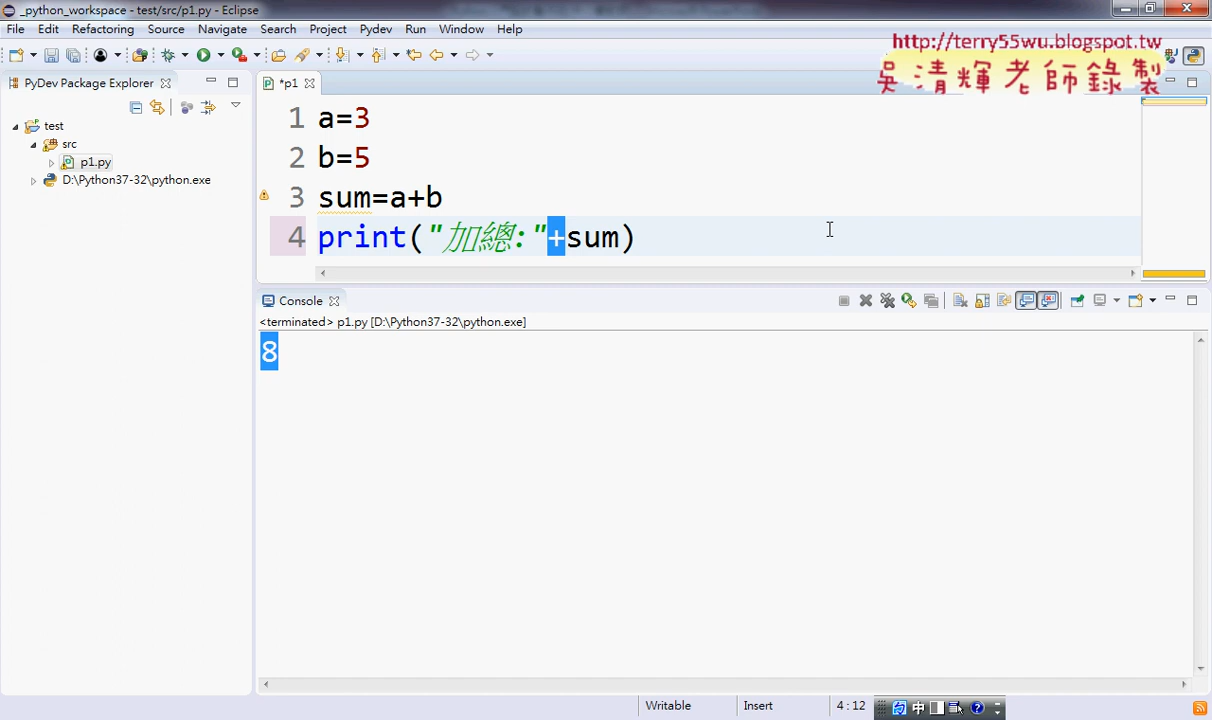 _python_workspace - test/src/p1.py - Eclipse
File Edit Refactoring Source Navigate Search Project Pydev Run Window Help
http://terry55wu.blogspot.tw
吳清輝老師錄製
PyDev Package Explorer
*p1
test
src
p1.py
D:\Python37-32\python.exe
1 a=3
2 b=5
3 sum=a+b
4 print("加總:"+sum)
Console
<terminated> p1.py [D:\Python37-32\python.exe]
8
Writable Insert 4:12 中